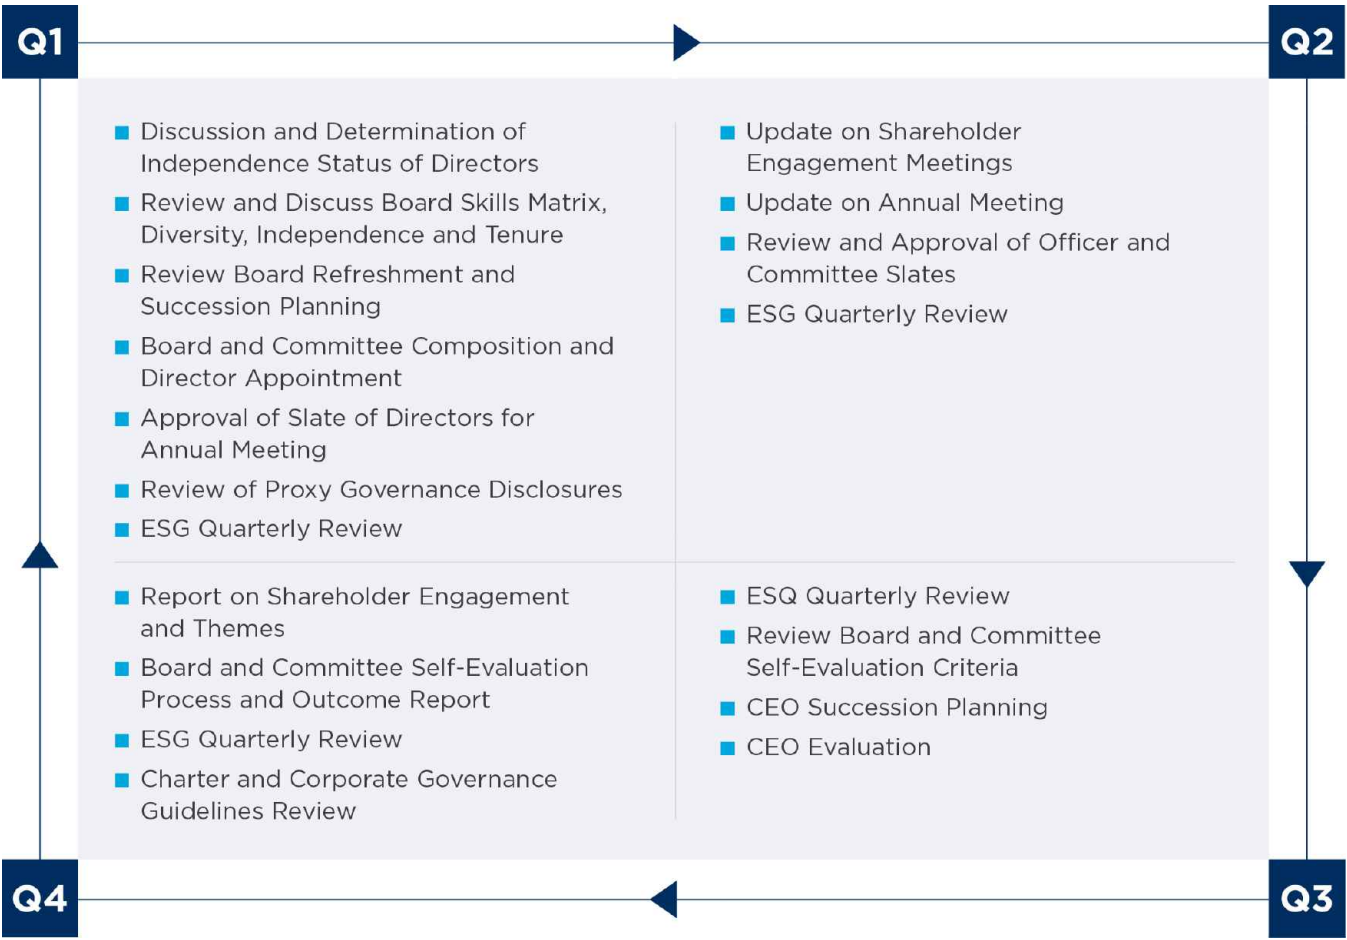 Q1
Q2
Discussion and Determination of
Independence Status of Directors
Review and Discuss Board Skills Matrix,
Diversity, Independence and Tenure
Review Board Refreshment and
Succession Planning
Board and Committee Composition and
Director Appointment
Approval of Slate of Directors for
Annual Meeting
Review of Proxy Governance Disclosures
ESG Quarterly Review
Update on Shareholder
Engagement Meetings
Update on Annual Meeting
Review and Approval of Officer and
Committee Slates
ESG Quarterly Review
Report on Shareholder Engagement
and Themes
Board and Committee Self-Evaluation
Process and Outcome Report
ESG Quarterly Review
Charter and Corporate Governance
Guidelines Review
ESQ Quarterly Review
Review Board and Committee
Self-Evaluation Criteria
CEO Succession Planning
CEO Evaluation
Q4
Q3